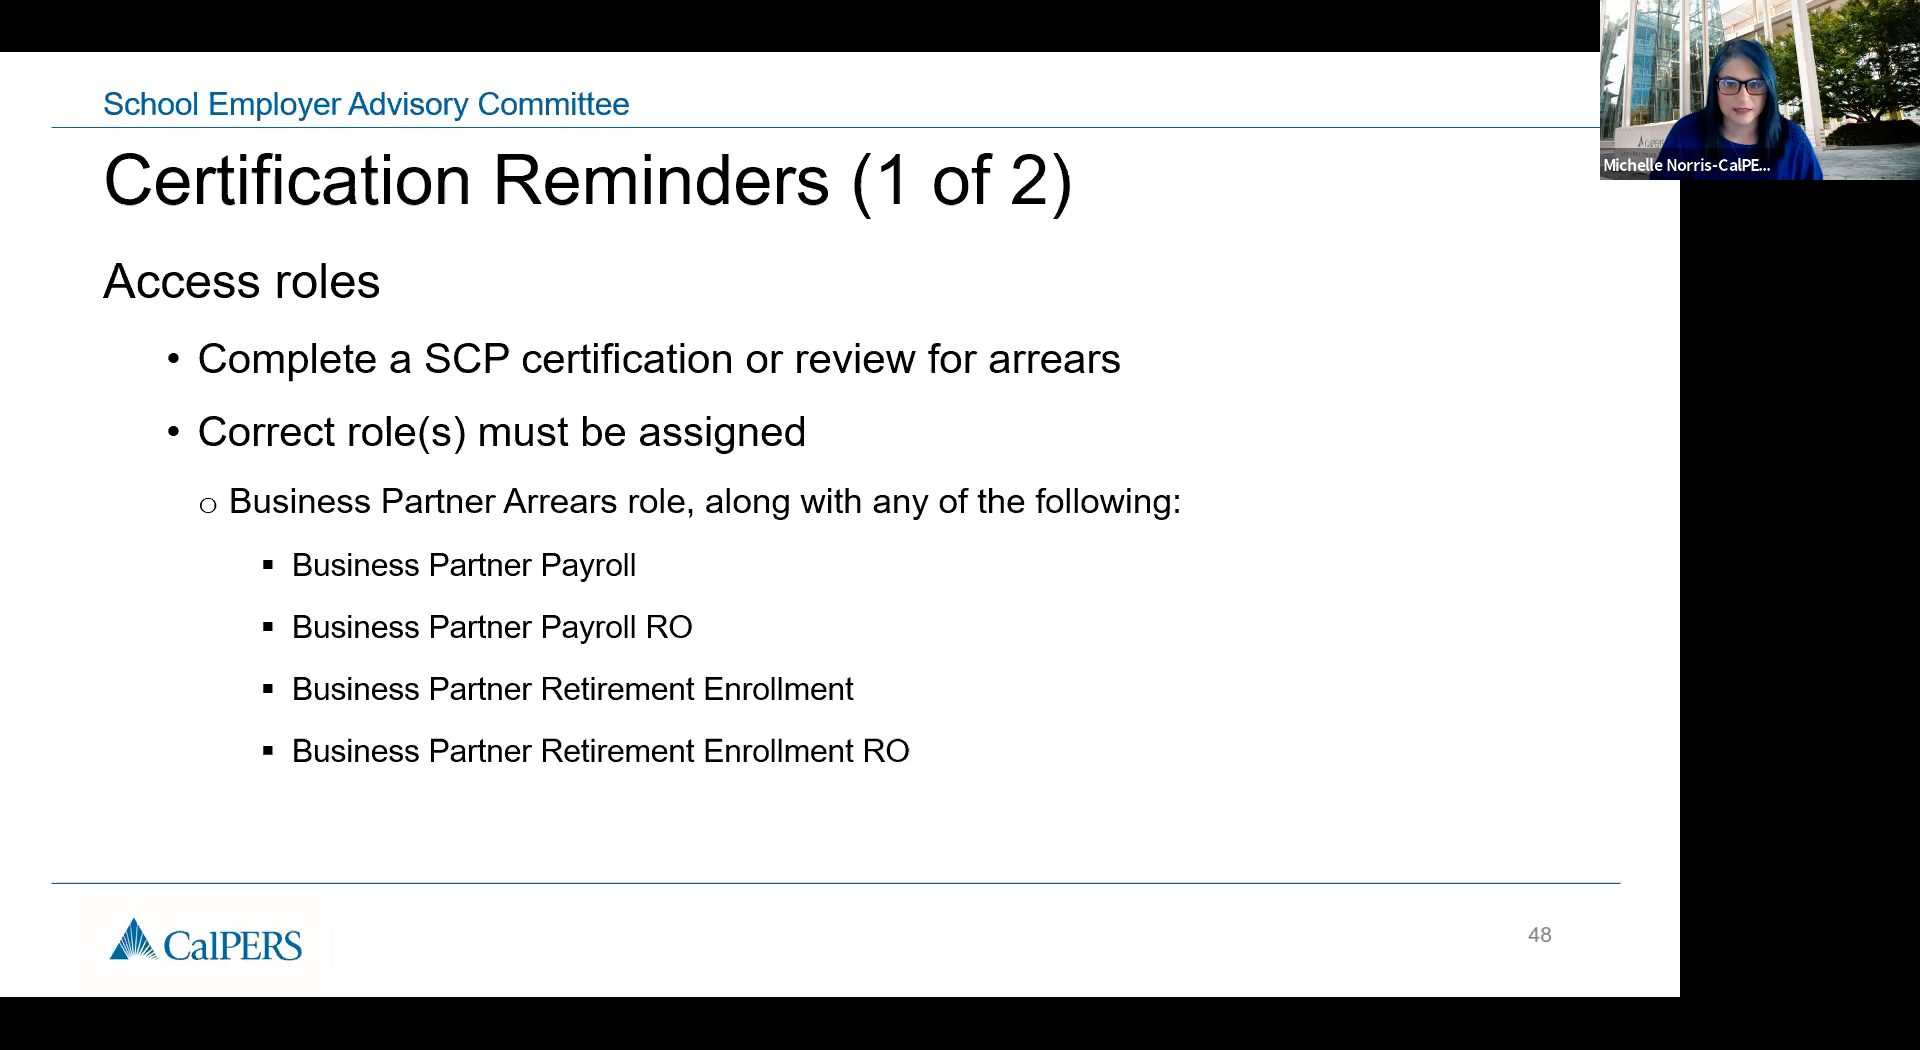 School Employer Advisory Committee
Certification Reminders (1 of 2)
Access roles
• Complete a SCP certification or review for arrears
• Correct role(s) must be assigned
o Business Partner Arrears role, along with any of the following:
▪ Business Partner Payroll
▪ Business Partner Payroll RO
▪ Business Partner Retirement Enrollment
▪ Business Partner Retirement Enrollment RO
CalPERS
48
Michelle Norris-CalPE...